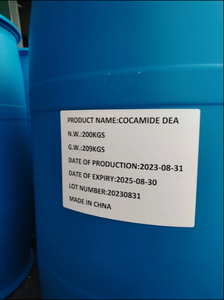 PRODUCT NAME:COCAMIDE DEA
N.W.:200KGS
G.W.:209KGS
DATE OF PRODUCTION:2023-08-31
DATE OF EXPIRY:2025-08-30
LOT NUMBER:20230831
MADE IN CHNA